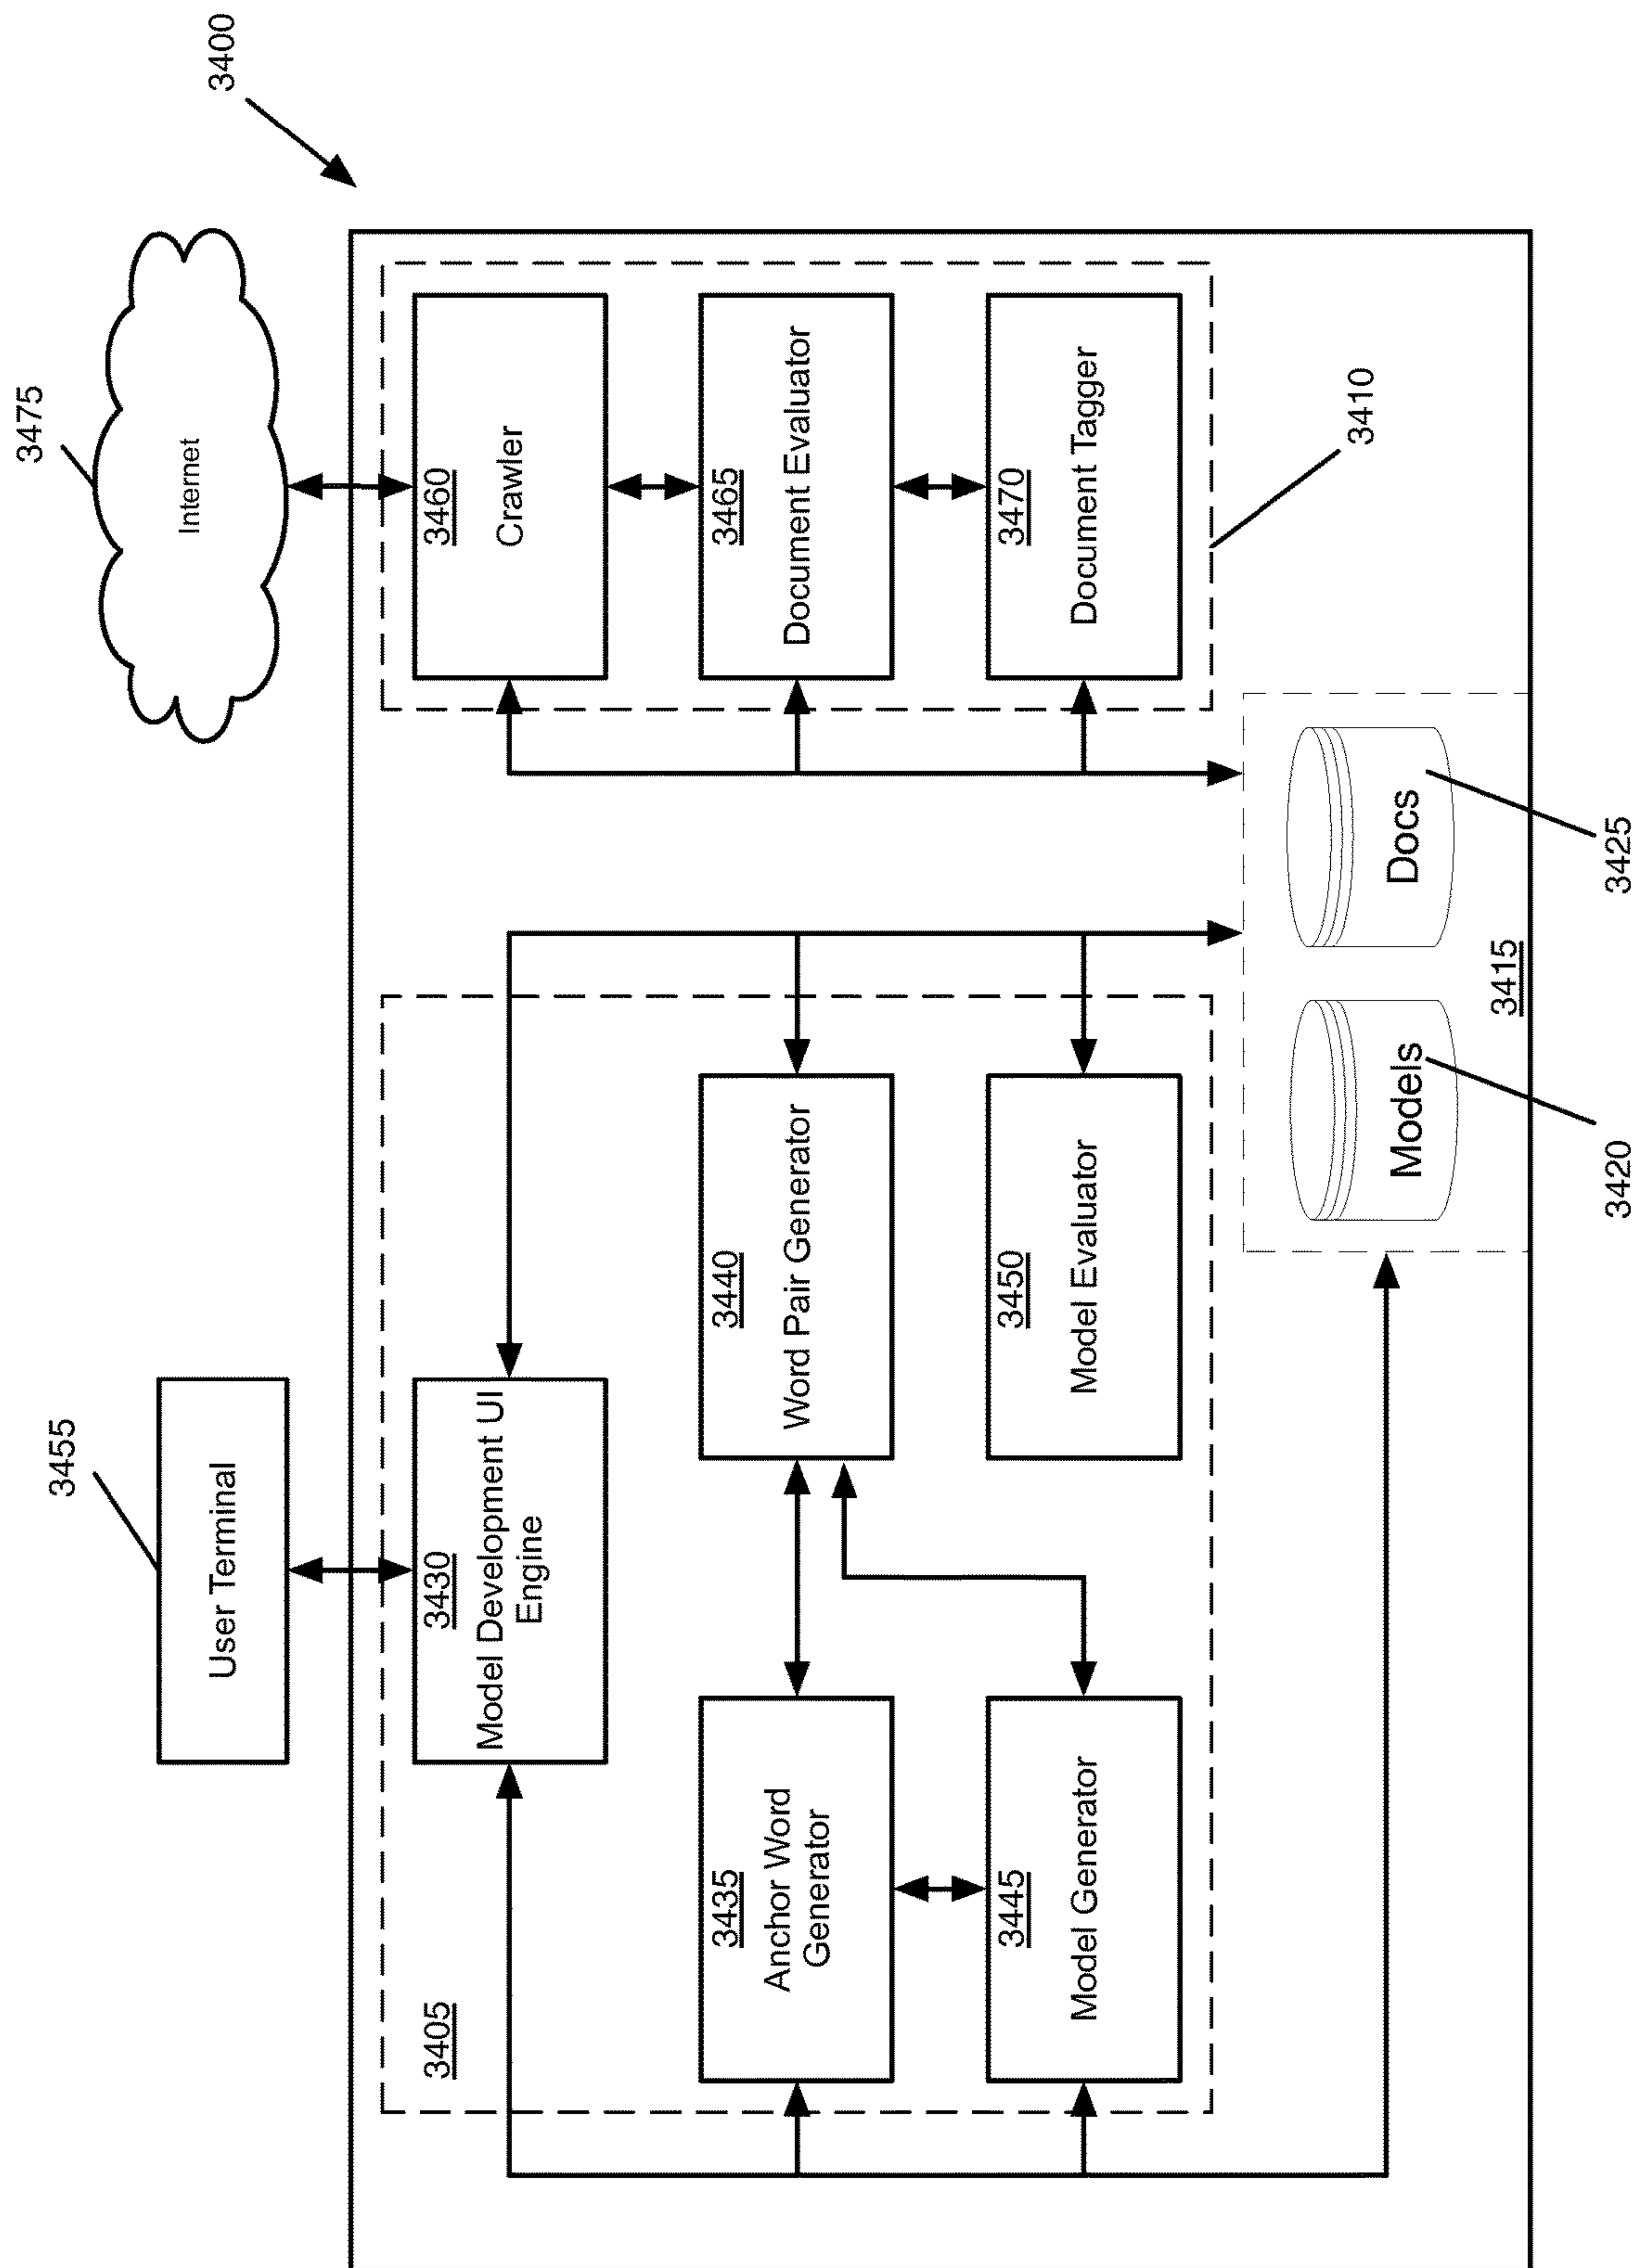 3400
3455
3475
User Terminal
Internet
3405
3430
Model Development UI
Engine
3460
Crawler
3435
Anchor Word
Generator
3440
Word Pair Generator
3465
Document Evaluator
3445
Model Generator
3450
Model Evaluator
3470
Document Tagger
3410
Models
Docs
3415
3420
3425